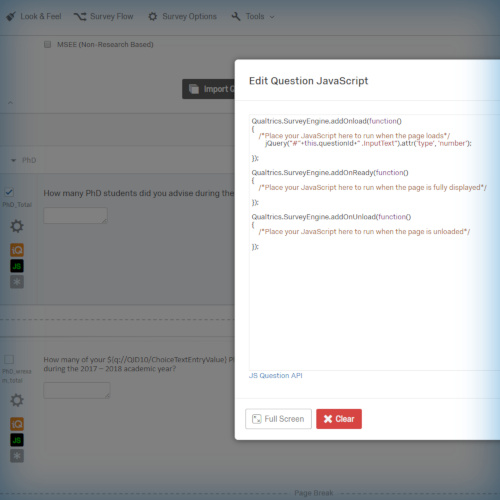 Look & Feel
Survey Flow
Survey Options
Tools
MSEE (Non-Research Based)
Import Q
Edit Question JavaScript
Qualtrics.SurveyEngine.addOnload(function()
{
/*Place your JavaScript here to run when the page loads*/
jQuery("#"+this.questionId+" .InputText").attr('type', 'number');
});
Qualtrics.SurveyEngine.addOnReady(function()
{
/*Place your JavaScript here to run when the page is fully displayed*/
});
Qualtrics.SurveyEngine.addOnUnload(function()
{
/*Place your JavaScript here to run when the page is unloaded*/
});
JS Question API
Full Screen
Clear
PhD
PhD_Total
How many PhD students did you advise during the
iQ
JS
How many of your ${q://QID10/ChoiceTextEntryValue} P
during the 2017 – 2018 academic year?
iQ
JS
Page Break